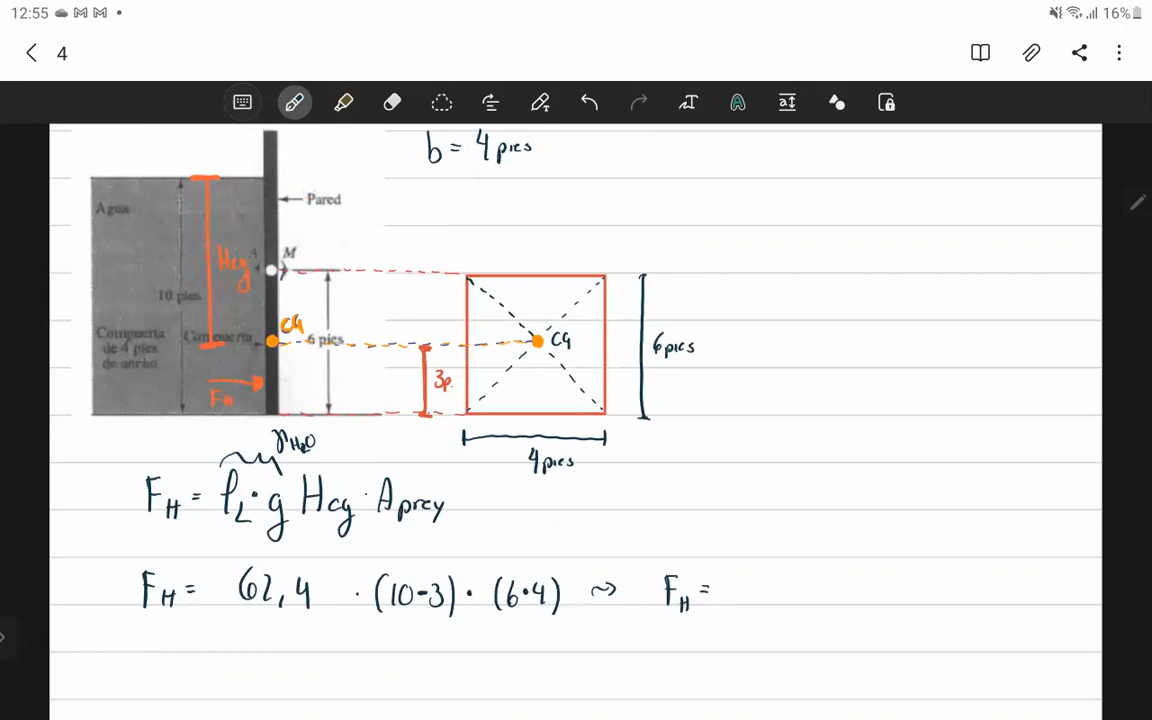 12:55
16%
4
b = 4 pies
Agua
Pared
Hcg
A
M
10 pies
CG
Compuerta
de 4 pies
de ancho
Compuerta
6 pies
CG
6 pies
3p.
FH
γH2O
4 pies
FH = ρL · g Hcg · Aproy
FH = 62,4 · (10-3) · (6·4) ~> FH =